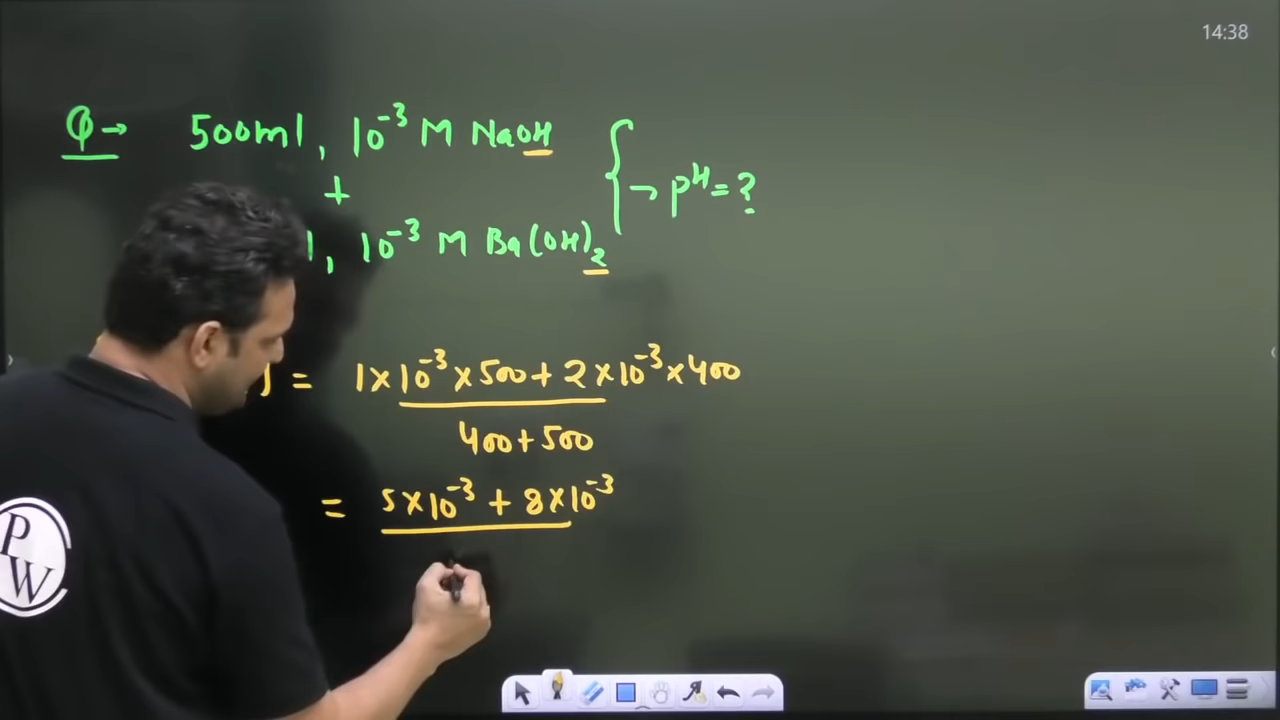 14:38
Q→ 500ml, 10⁻³ M NaOH
+
→ pH = ?
l, 10⁻³ M Ba(OH)₂
] = 1×10⁻³×500+2×10⁻³×400
400+500
= 5×10⁻³ + 8×10⁻³
PW